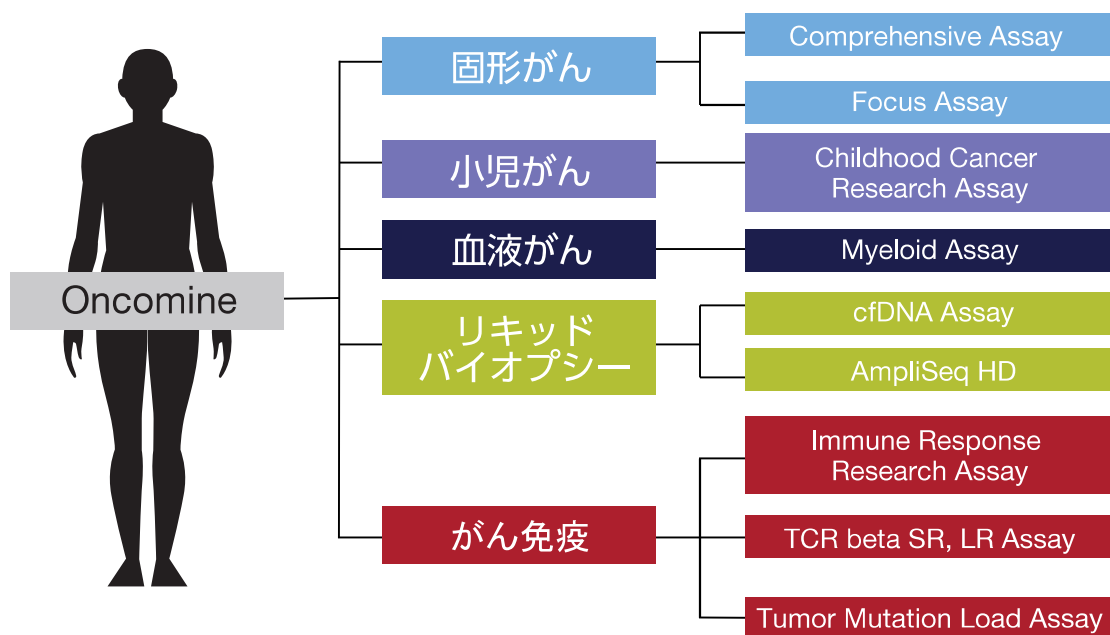 Oncomine
固形がん
Comprehensive Assay
Focus Assay
小児がん
Childhood Cancer
Research Assay
血液がん
Myeloid Assay
リキッド
バイオプシー
cfDNA Assay
AmpliSeq HD
がん免疫
Immune Response
Research Assay
TCR beta SR, LR Assay
Tumor Mutation Load Assay